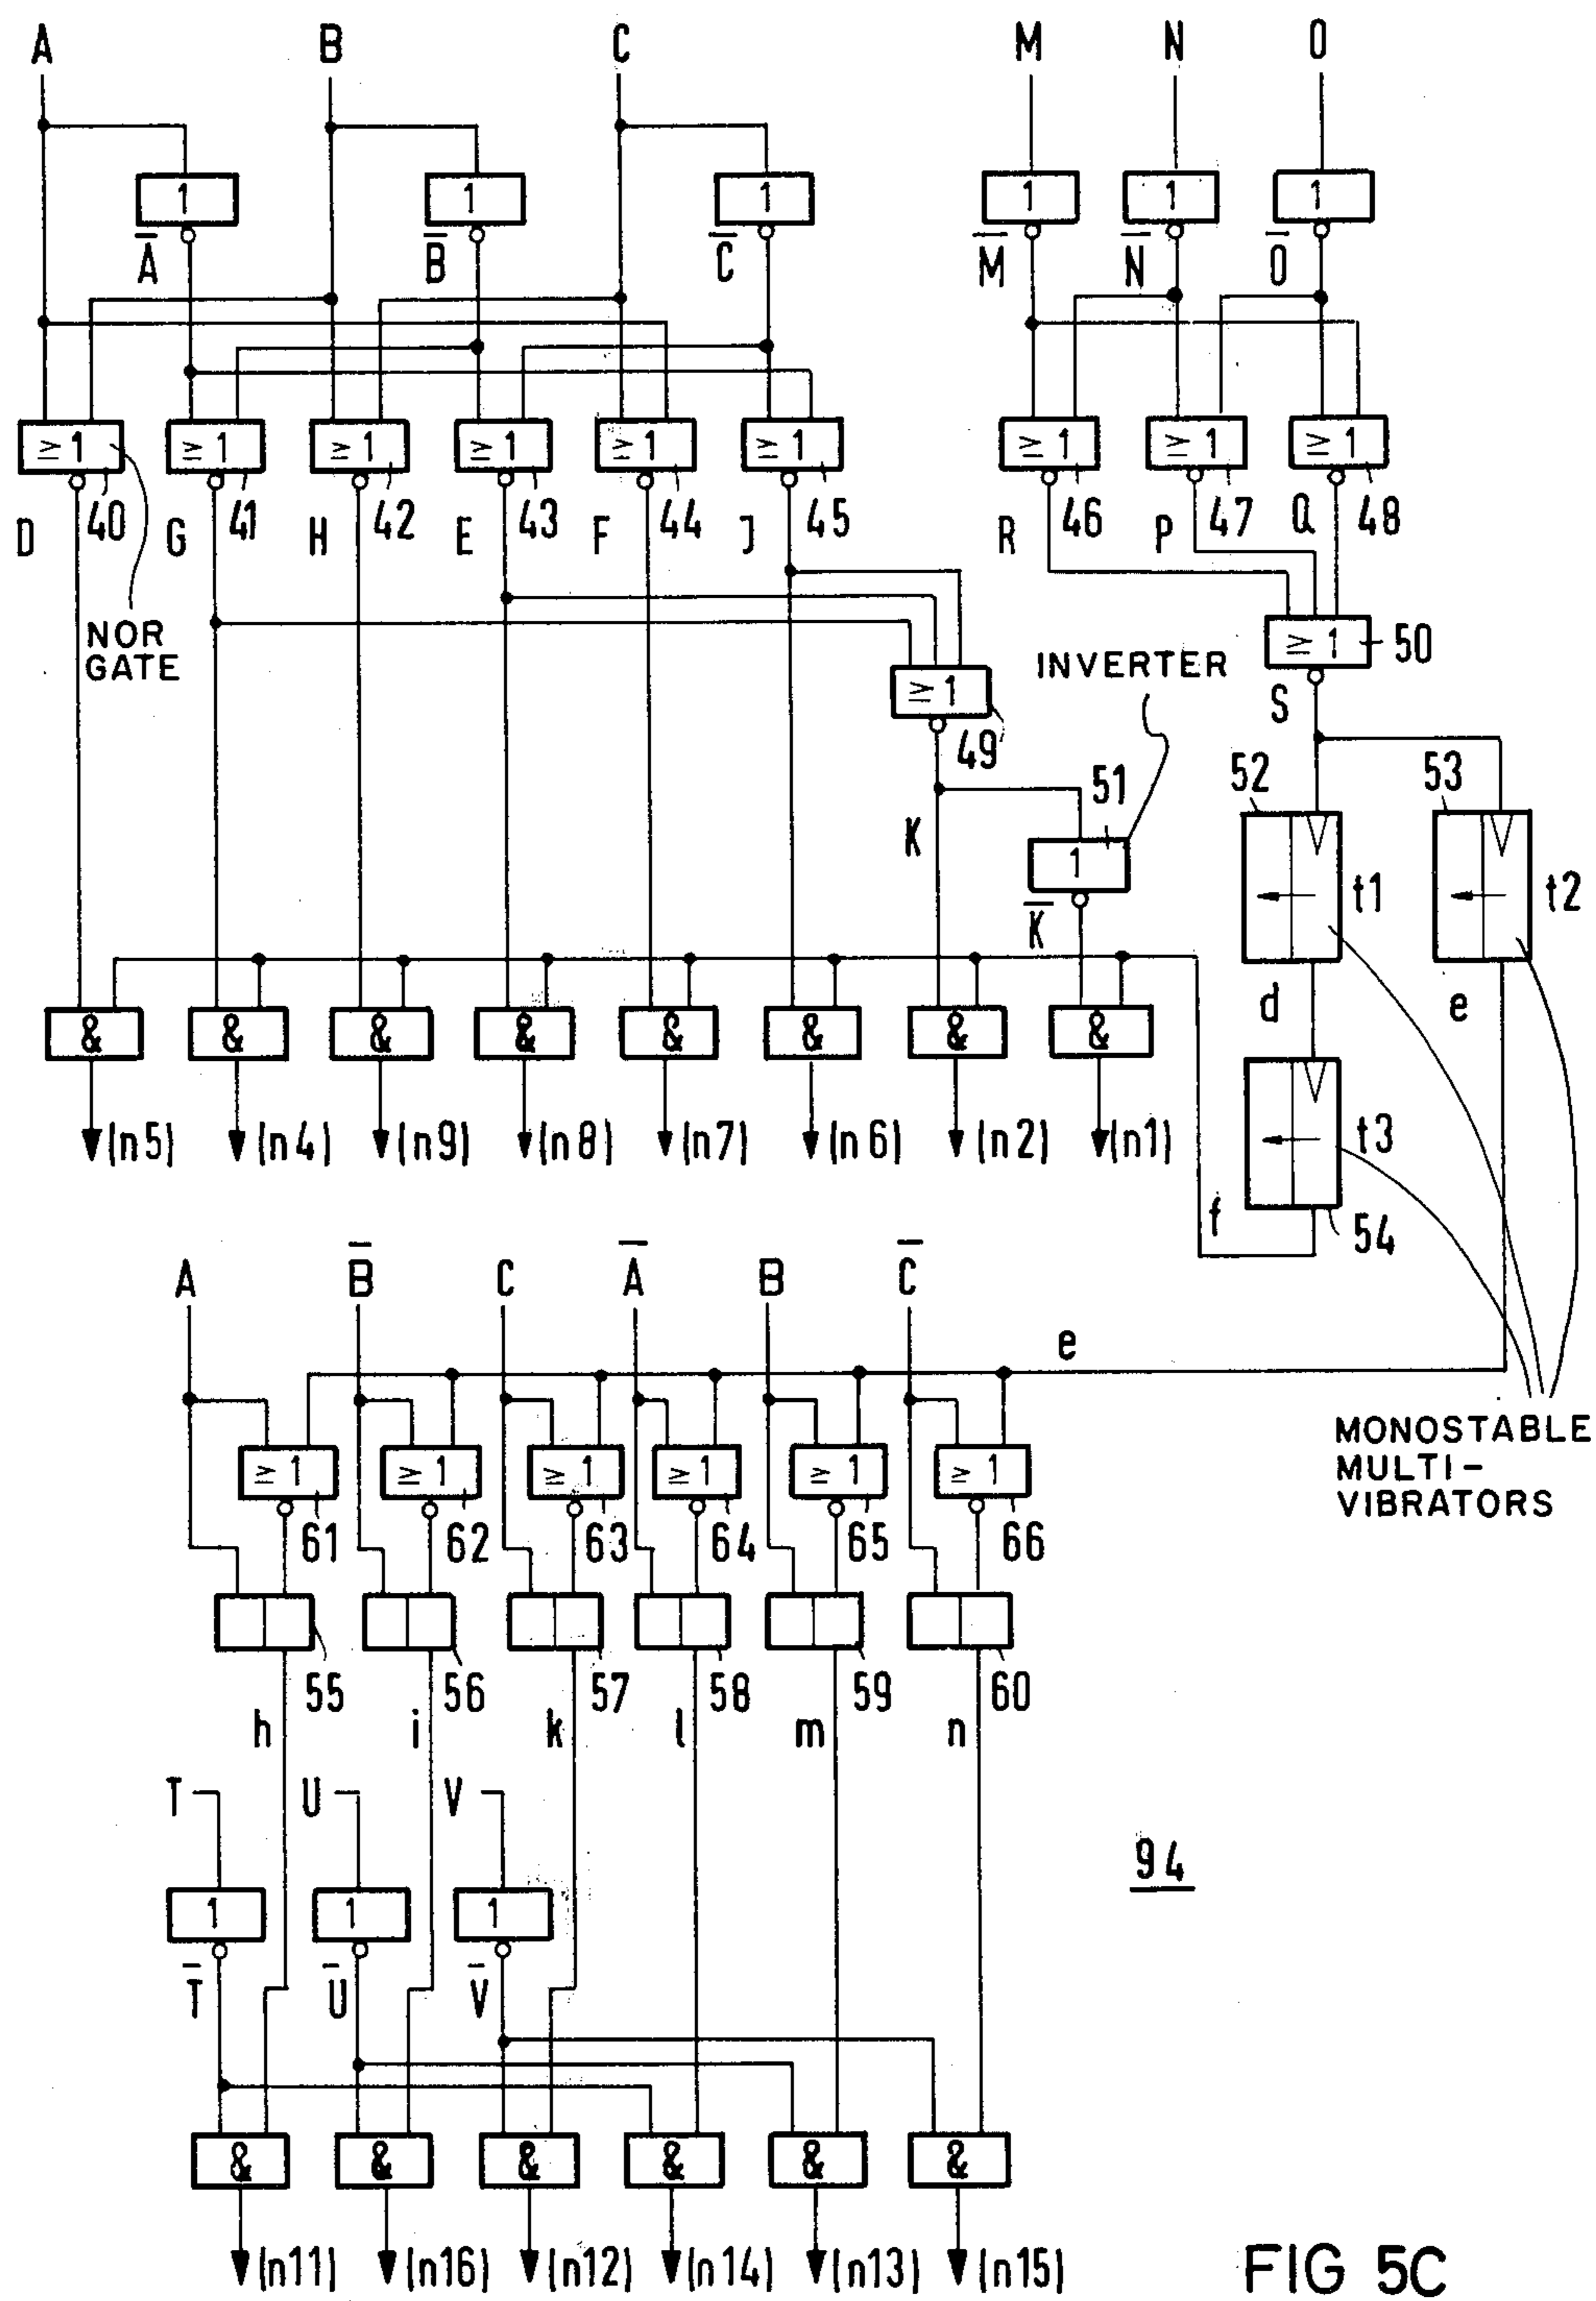 A B C M N O
1 1 1 1 1 1
A̅ B̅ C̅ M̅ N̅ O̅
≥1 ≥1 ≥1 ≥1 ≥1 ≥1 ≥1 ≥1 ≥1
D 40 G 41 H 42 E 43 F 44 J 45 R 46 P 47 Q 48
NOR
GATE
≥1 50
INVERTER
≥1
S
49
52 53
51
K 1
t1 t2
K̅
d e
& & & & & & & &
(n5) (n4) (n9) (n8) (n7) (n6) (n2) (n1)
t3
f 54
A B̅ C A̅ B C̅
e
MONOSTABLE
MULTI-
VIBRATORS
≥1 ≥1 ≥1 ≥1 ≥1 ≥1
61 62 63 64 65 66
55 56 57 58 59 60
h i k l m n
T U V
94
1 1 1
T̅ U̅ V̅
& & & & & &
(n11) (n16) (n12) (n14) (n13) (n15)
FIG 5C